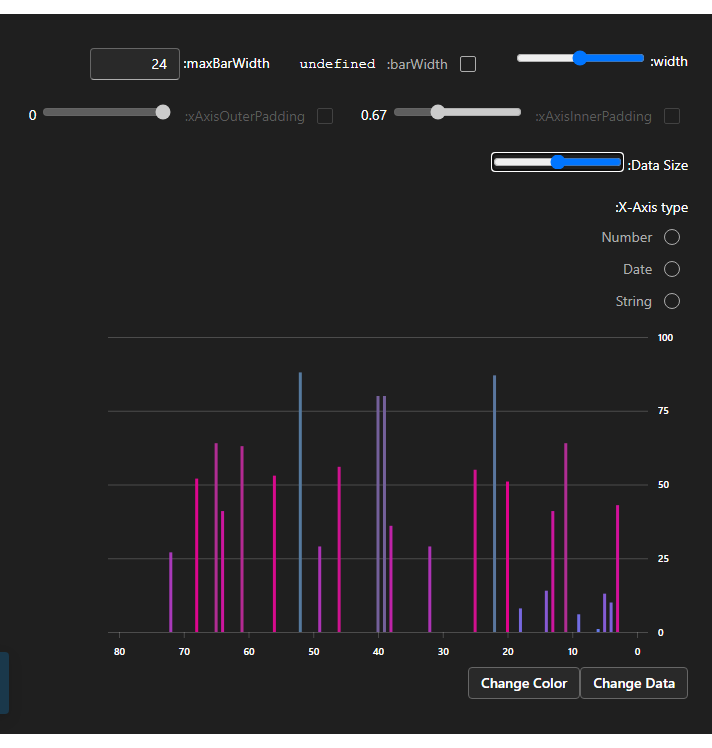 :width
undefined :barWidth
24 :maxBarWidth
:xAxisInnerPadding
0.67
:xAxisOuterPadding
0
:Data Size
:X-Axis type
Number
Date
String
100
75
50
25
0
80 70 60 50 40 30 20 10 0
Change Color Change Data